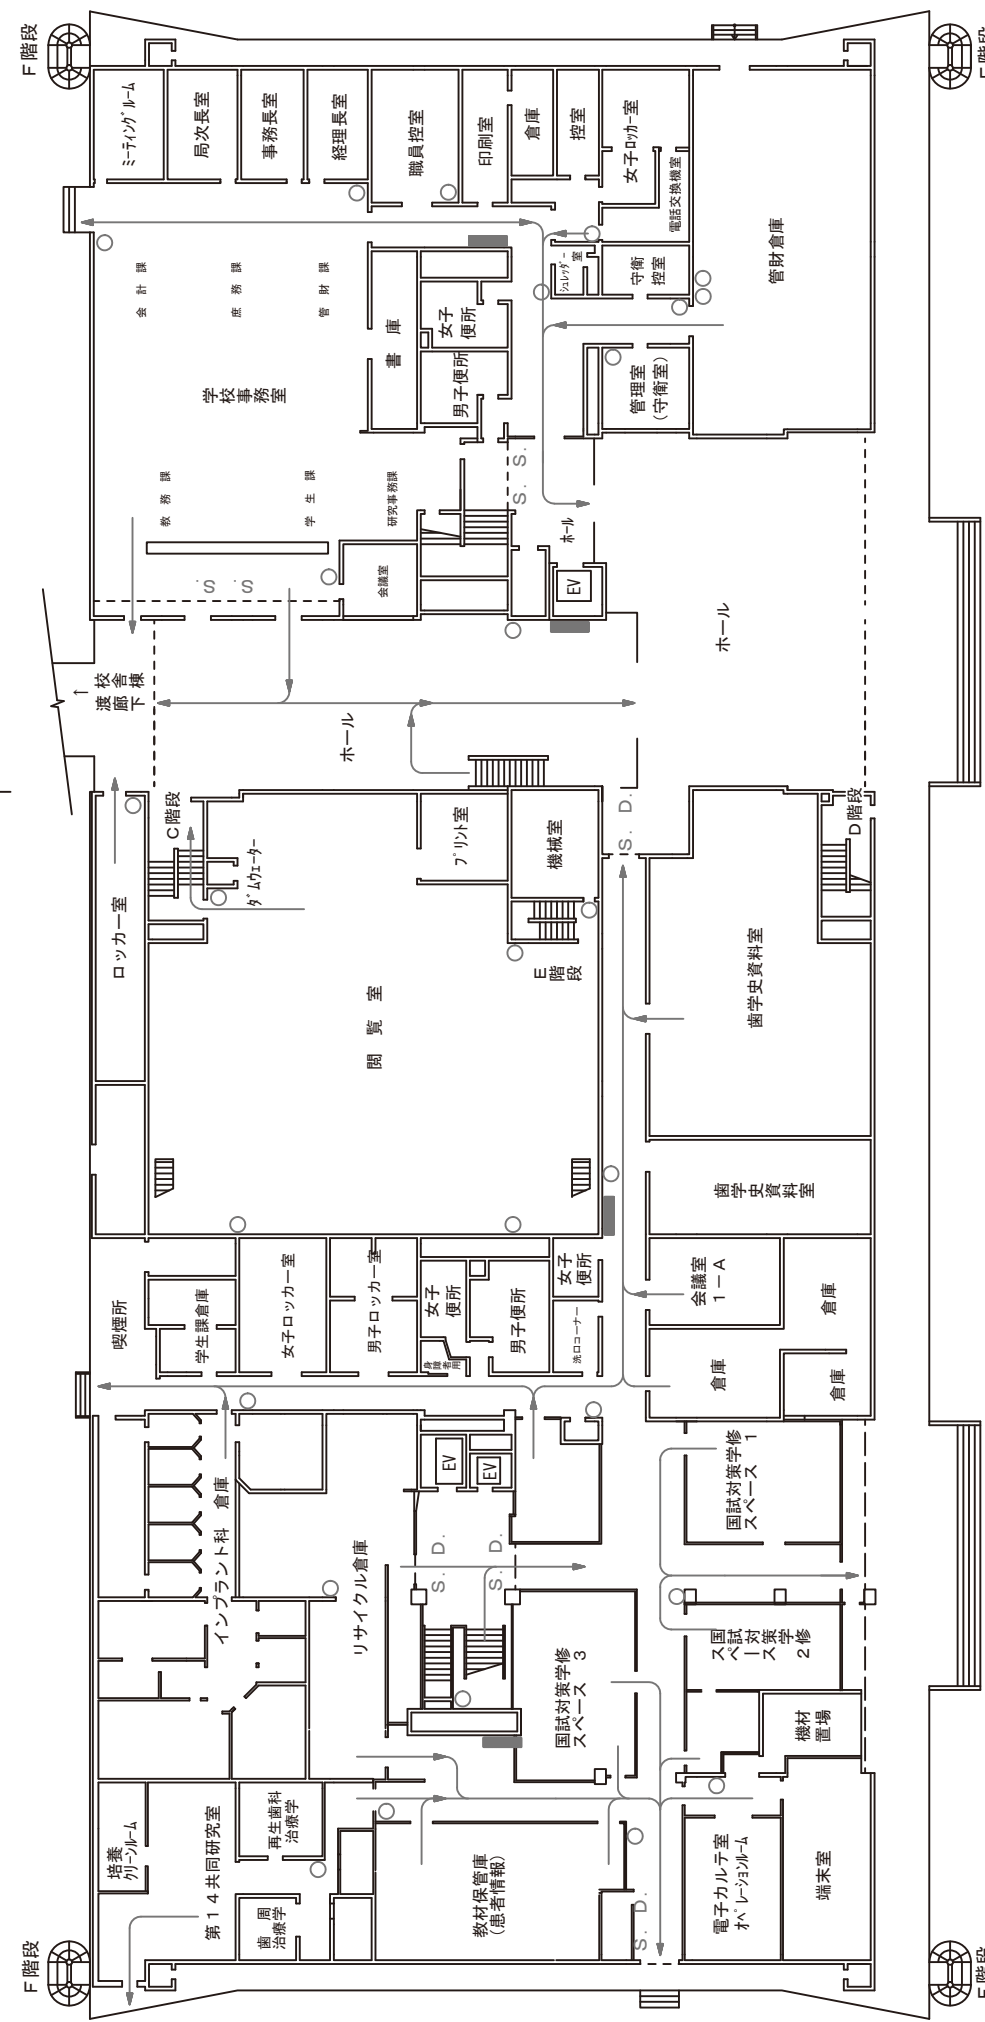 F階段
F階段
ミーティングルーム
局次長室
事務長室
経理長室
職員控室
印刷室
倉庫
控室
女子ロッカー室
電話交換機室
管財倉庫
会計課
庶務課
管財課
書庫
女子
便所
男子便所
シュレッダー
室
守衛
控室
管理室
(守衛室)
学校事務室
教務課
学生課
研究事務課
S. S.
S. S.
会議室
ホール
EV
ホール
↑
校舎棟
渡廊下
ホール
C階段
ダムウェーター
プリント室
機械室
S. D.
D階段
ロッカー室
E
階段
閲覧室
歯学史資料室
歯学史資料室
喫煙所
学生課倉庫
女子ロッカー室
男子ロッカー室
女子
便所
身障者用
男子便所
女子
便所
洗口コーナー
会議室
1-A
倉庫
倉庫
倉庫
インプラント科 倉庫
リサイクル倉庫
EV
EV
S. D.
S. D.
国試対策学修
スペース 1
国試対策学修
スペース 2
国試対策学修
スペース 3
機材
置場
培養
クリーンルーム
第14共同研究室
再生歯科
治療学
歯周
治療学
教材保管庫
(患者情報)
S. D.
電子カルテ室
オペレーションルーム
端末室
F階段
F階段